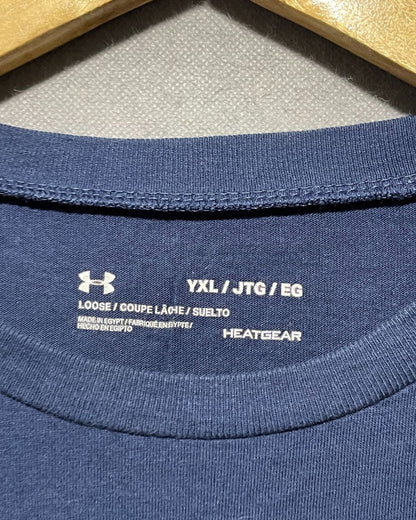 YXL / JTG / EG
LOOSE / COUPE LÂCHE / SUELTO
MADE IN EGYPT / FABRIQUÉ EN EGYPTE /
HECHO EN EGIPTO
HEATGEAR